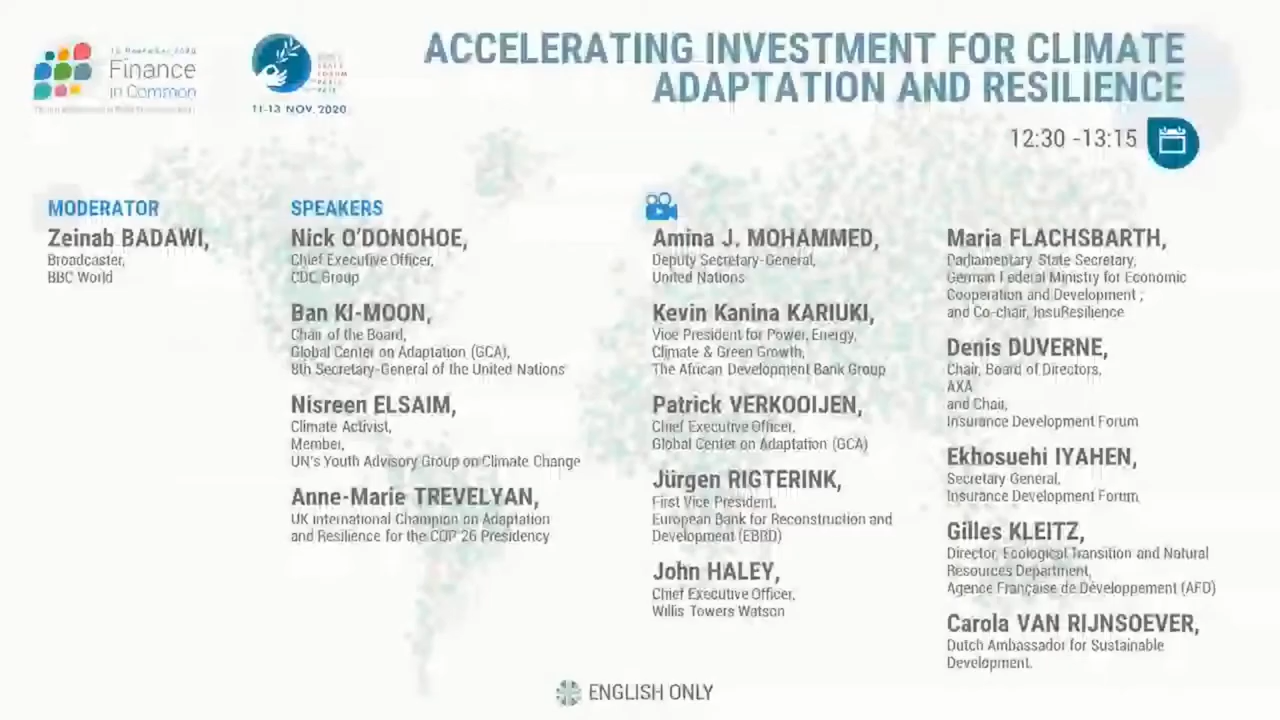 Finance
in Common
11-13 NOV. 2020
ACCELERATING INVESTMENT FOR CLIMATE
ADAPTATION AND RESILIENCE
12:30 -13:15
MODERATOR
Zeinab BADAWI,
Broadcaster,
BBC World
SPEAKERS
Nick O’DONOHOE,
Chief Executive Officer,
CDC Group
Ban KI-MOON,
Chair of the Board,
Global Center on Adaptation (GCA),
8th Secretary-General of the United Nations
Nisreen ELSAIM,
Climate Activist,
Member,
UN's Youth Advisory Group on Climate Change
Anne-Marie TREVELYAN,
UK International Champion on Adaptation
and Resilience for the COP 26 Presidency
Amina J. MOHAMMED,
Deputy Secretary-General,
United Nations
Kevin Kanina KARIUKI,
Vice President for Power, Energy,
Climate & Green Growth,
The African Development Bank Group
Patrick VERKOOIJEN,
Chief Executive Officer,
Global Center on Adaptation (GCA)
Jürgen RIGTERINK,
First Vice President,
European Bank for Reconstruction and
Development (EBRD)
John HALEY,
Chief Executive Officer,
Willis Towers Watson
Maria FLACHSBARTH,
Parliamentary State Secretary,
German Federal Ministry for Economic
Cooperation and Development ,
and Co-chair, InsuResilience
Denis DUVERNE,
Chair, Board of Directors,
AXA
and Chair,
Insurance Development Forum
Ekhosuehi IYAHEN,
Secretary General,
Insurance Development Forum
Gilles KLEITZ,
Director, Ecological Transition and Natural
Resources Department,
Agence Française de Développement (AFD)
Carola VAN RIJNSOEVER,
Dutch Ambassador for Sustainable
Development.
ENGLISH ONLY